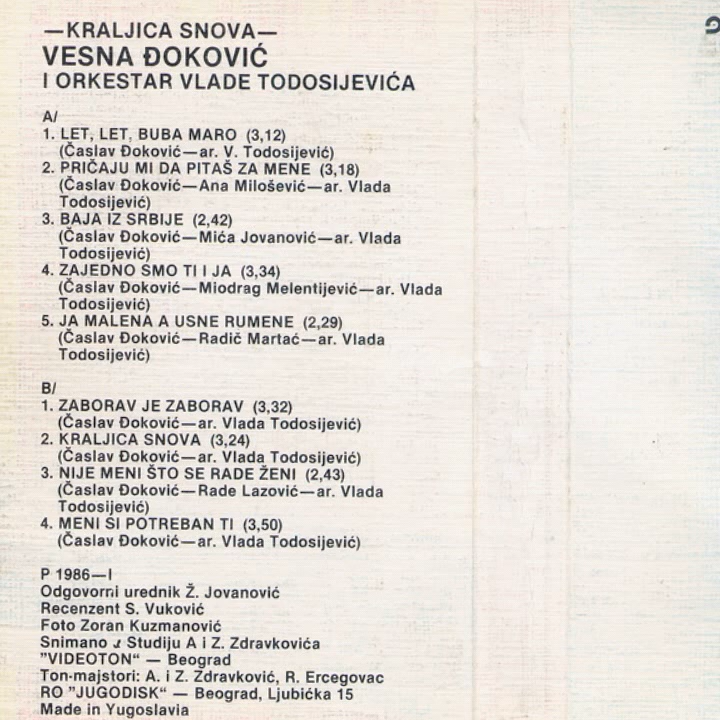 —KRALJICA SNOVA—
VESNA ĐOKOVIĆ
I ORKESTAR VLADE TODOSIJEVIĆA
A/
1. LET, LET, BUBA MARO (3,12)
(Časlav Đoković—ar. V. Todosijević)
2. PRIČAJU MI DA PITAŠ ZA MENE (3,18)
(Časlav Đoković—Ana Milošević—ar. Vlada
Todosijević)
3. BAJA IZ SRBIJE (2,42)
(Časlav Đoković—Mića Jovanović—ar. Vlada
Todosijević)
4. ZAJEDNO SMO TI I JA (3,34)
(Časlav Đoković—Miodrag Melentijević—ar. Vlada
Todosijević)
5. JA MALENA A USNE RUMENE (2,29)
(Časlav Đoković—Radič Martać—ar. Vlada
Todosijević)
B/
1. ZABORAV JE ZABORAV (3,32)
(Časlav Đoković—ar. Vlada Todosijević)
2. KRALJICA SNOVA (3,24)
(Časlav Đoković—ar. Vlada Todosijević)
3. NIJE MENI ŠTO SE RADE ŽENI (2,43)
(Časlav Đoković—Rade Lazović—ar. Vlada
Todosijević)
4. MENI SI POTREBAN TI (3,50)
(Časlav Đoković—ar. Vlada Todosijević)
P 1986—I
Odgovorni urednik Ž. Jovanović
Recenzent S. Vuković
Foto Zoran Kuzmanović
Snimano Studiju A i Z. Zdravkovića
"VIDEOTON" — Beograd
Ton-majstori: A. i Z. Zdravković, R. Ercegovac
RO "JUGODISK" — Beograd, Ljubićka 15
Made in Yugoslavia